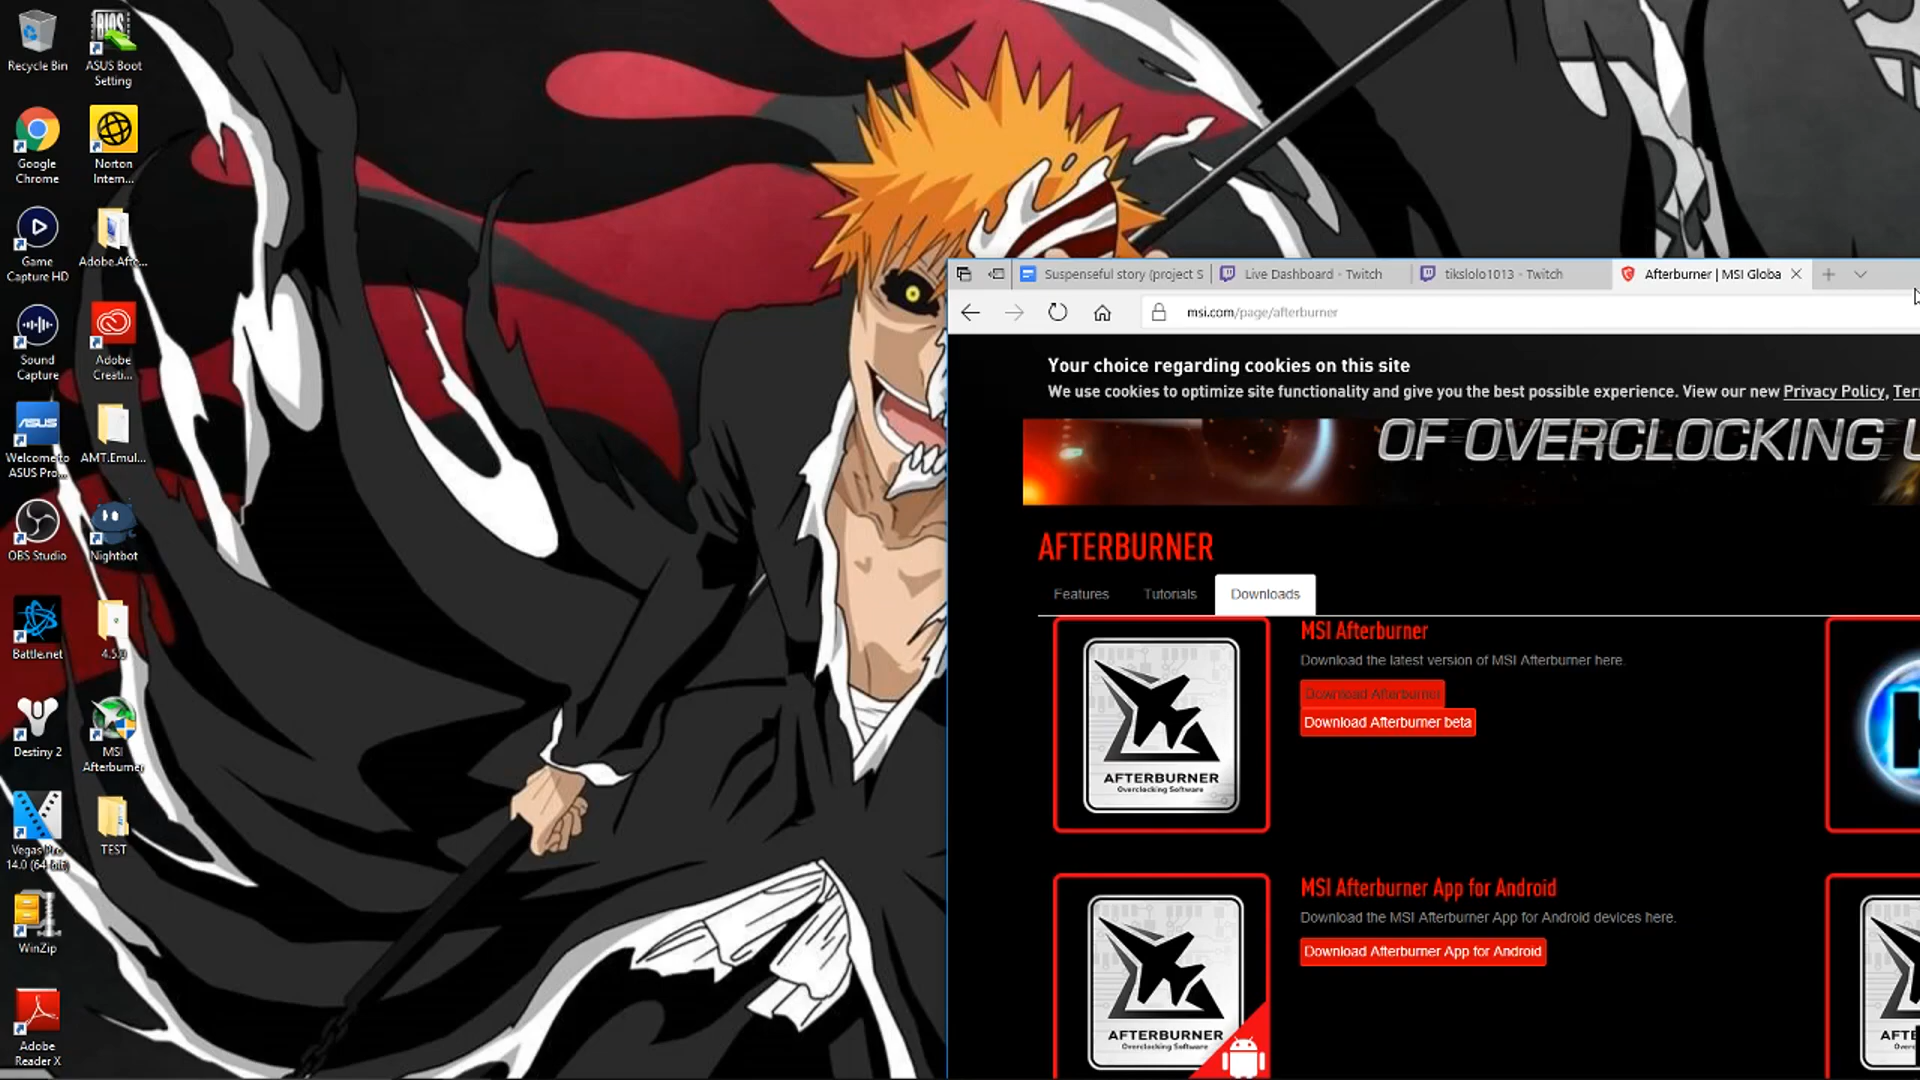 Recycle Bin
ASUS Boot
Setting
Google
Chrome
Norton
Intern...
Game
Capture HD
Adobe.Afte...
Sound
Capture
Adobe
Creati...
ASUS
Welcome to
ASUS Pro...
AMT.Emul...
OBS Studio
Nightbot
Battle.net
4.5.0
Destiny 2
MSI
Afterburner
Vegas Pro
14.0 (64-bit)
TEST
WinZip
Adobe
Reader X
BIOS
Suspenseful story (project S
Live Dashboard - Twitch
tikslolo1013 - Twitch
Afterburner | MSI Globa
msi.com/page/afterburner
Your choice regarding cookies on this site
We use cookies to optimize site functionality and give you the best possible experience. View our new Privacy Policy, Ter
OF OVERCLOCKING U
AFTERBURNER
Features
Tutorials
Downloads
MSI Afterburner
Download the latest version of MSI Afterburner here.
Download Afterburner
Download Afterburner beta
AFTERBURNER
Overclocking Software
MSI Afterburner App for Android
Download the MSI Afterburner App for Android devices here.
Download Afterburner App for Android
AFTERBURNER
Overclocking Software
AFTE
Overc